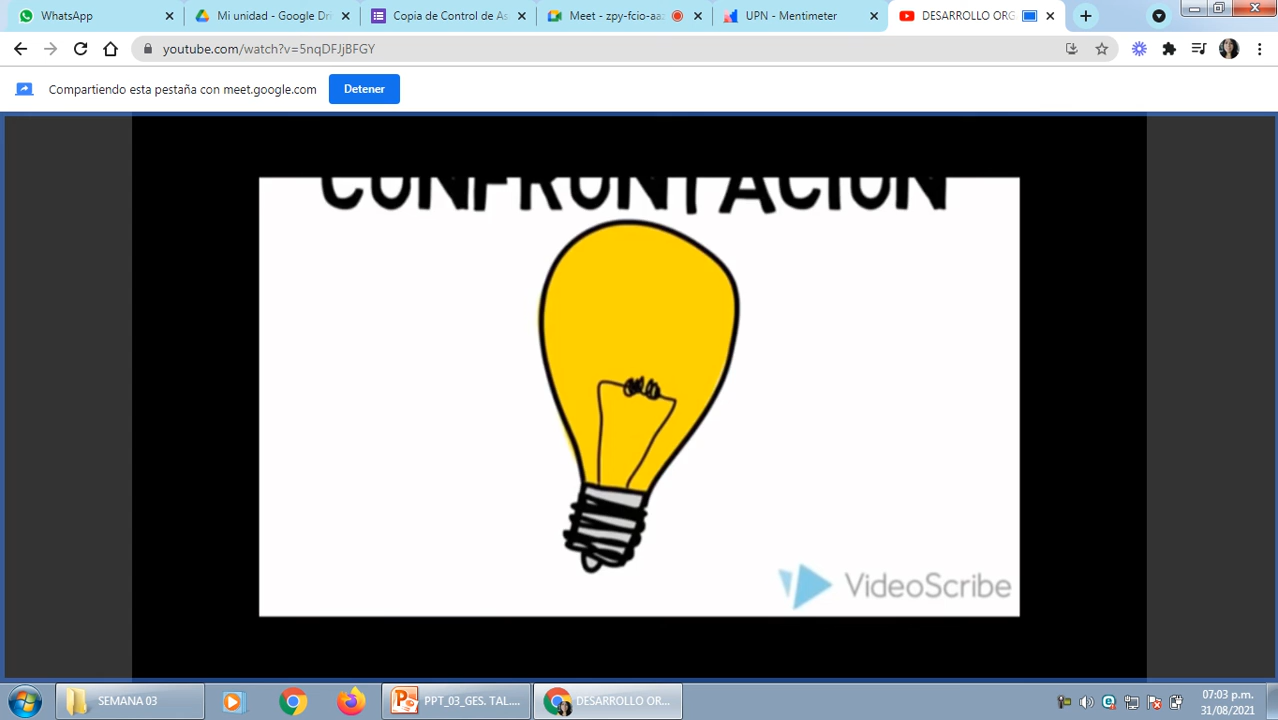 WhatsApp
Mi unidad - Google D
Copia de Control de As
Meet - zpy-fcio-aa
UPN - Mentimeter
DESARROLLO ORG
youtube.com/watch?v=5nqDFJjBFGY
Compartiendo esta pestaña con meet.google.com
Detener
CONFRONTACION
VideoScribe
SEMANA 03
PPT_03_GES. TAL....
DESARROLLO OR...
07:03 p.m.
31/08/2021